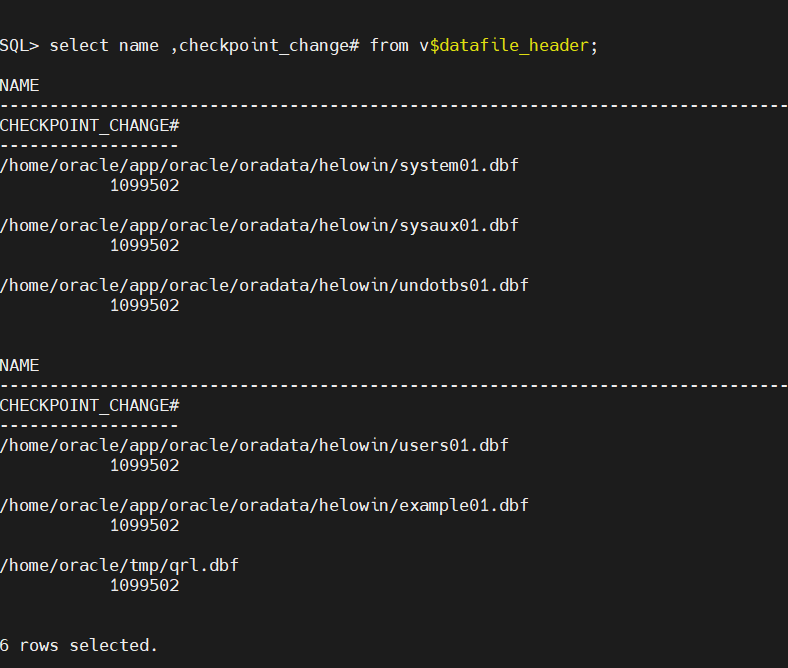 SQL> select name ,checkpoint_change# from v$datafile_header;
NAME
--------------------------------------------------------------------------------
CHECKPOINT_CHANGE#
------------------
/home/oracle/app/oracle/oradata/helowin/system01.dbf
1099502
/home/oracle/app/oracle/oradata/helowin/sysaux01.dbf
1099502
/home/oracle/app/oracle/oradata/helowin/undotbs01.dbf
1099502
NAME
--------------------------------------------------------------------------------
CHECKPOINT_CHANGE#
------------------
/home/oracle/app/oracle/oradata/helowin/users01.dbf
1099502
/home/oracle/app/oracle/oradata/helowin/example01.dbf
1099502
/home/oracle/tmp/qrl.dbf
1099502
6 rows selected.